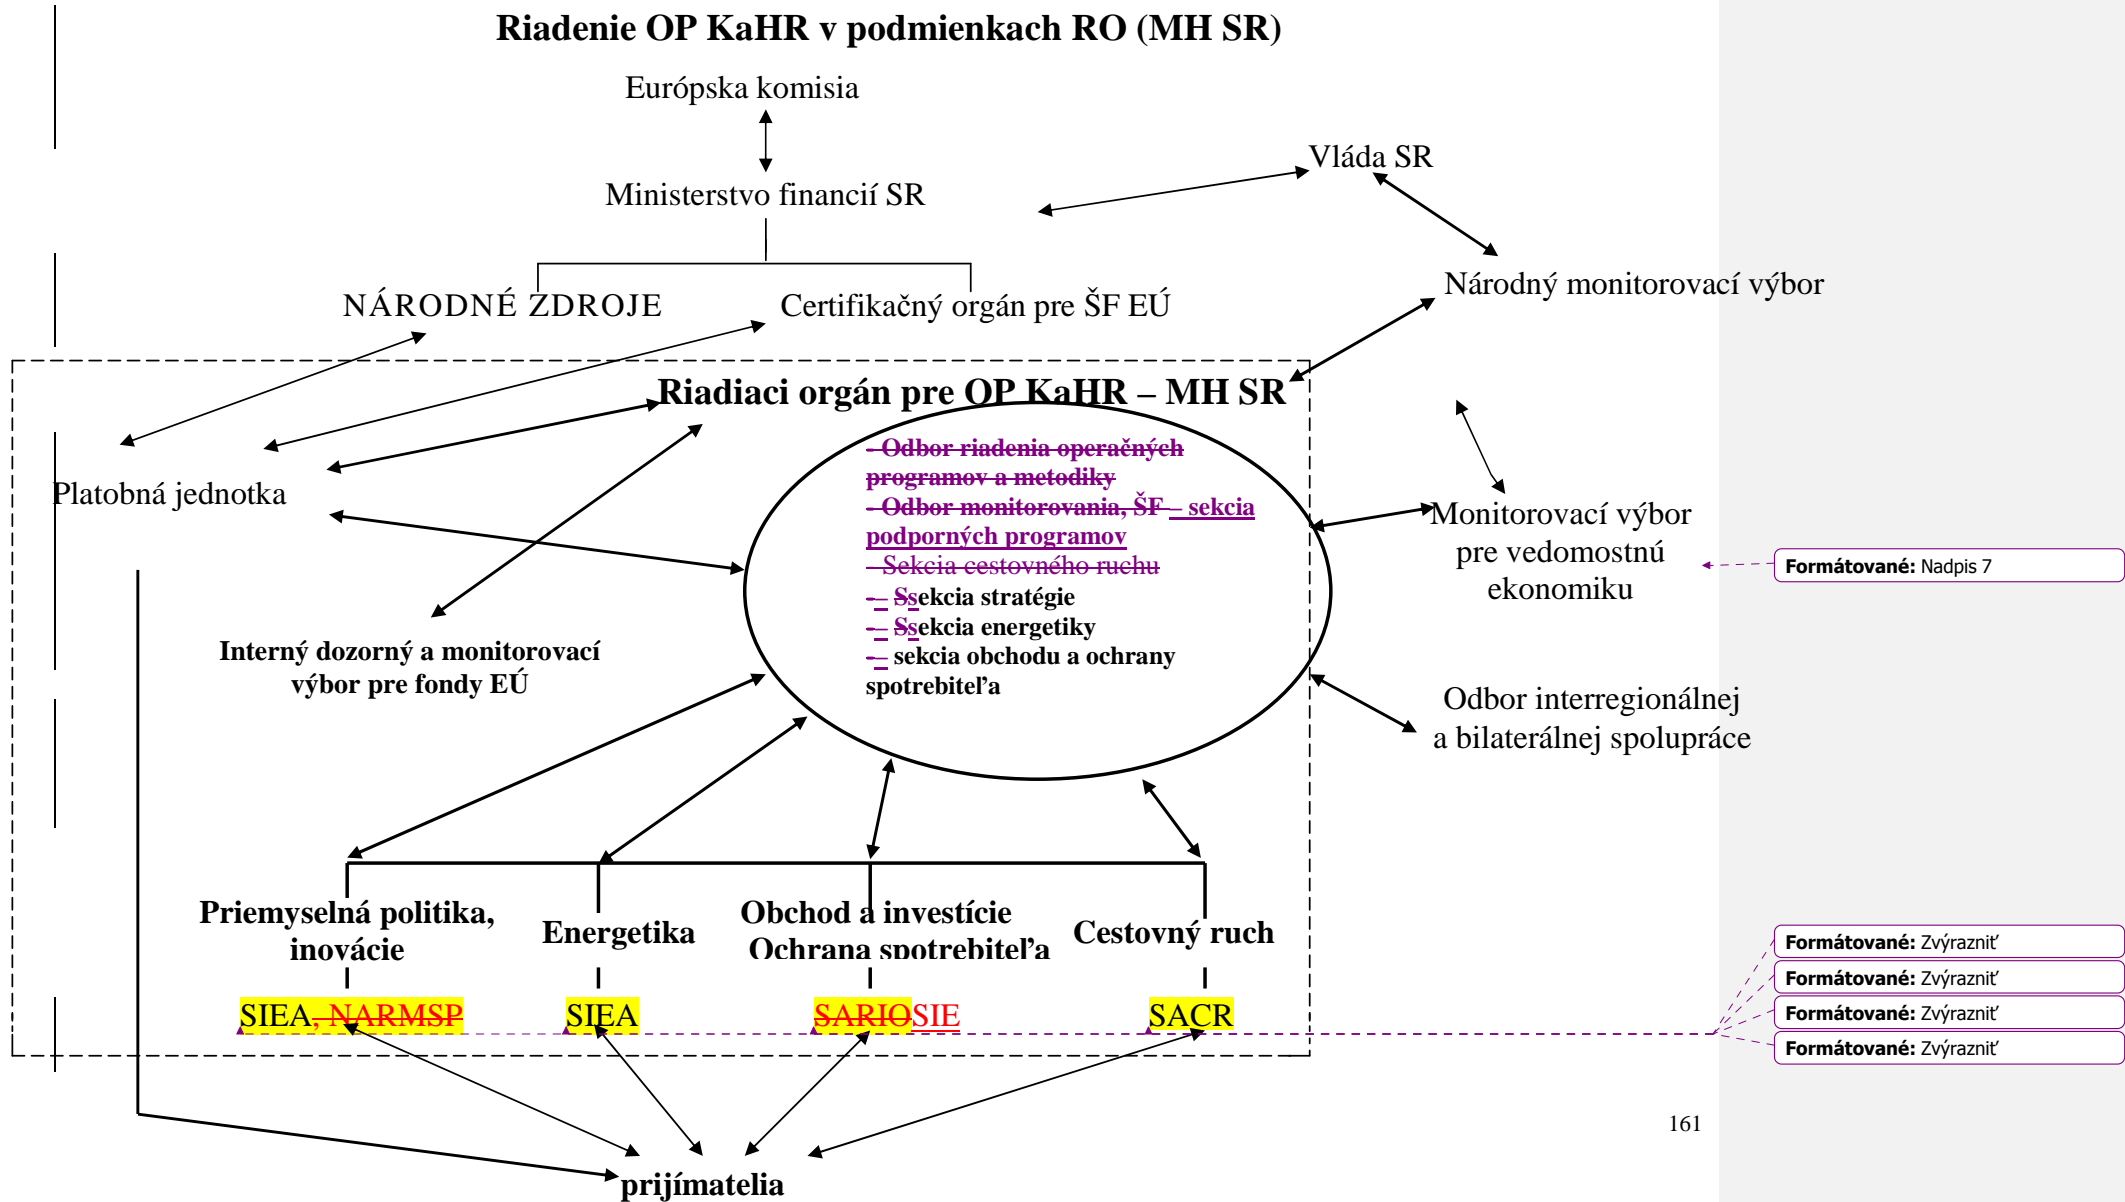 Riadenie OP KaHR v podmienkach RO (MH SR)
Európska komisia
Vláda SR
Ministerstvo financií SR
Národný monitorovací výbor
NÁRODNÉ ZDROJE
Certifikačný orgán pre ŠF EÚ
Riadiaci orgán pre OP KaHR – MH SR
- Odbor riadenia operačných
programov a metodiky
- Odbor monitorovania, ŠF – sekcia
podporných programov
- Sekcia cestovného ruchu
-– Ssekcia stratégie
-– Ssekcia energetiky
-– sekcia obchodu a ochrany
spotrebiteľa
Platobná jednotka
Monitorovací výbor
pre vedomostnú
ekonomiku
Formátované: Nadpis 7
Interný dozorný a monitorovací
výbor pre fondy EÚ
Odbor interregionálnej
a bilaterálnej spolupráce
Priemyselná politika,
inovácie
Energetika
Obchod a investície
Ochrana spotrebiteľa
Cestovný ruch
SIEA, NARMSP
SIEA
SARIOSIE
SACR
Formátované: Zvýrazniť
Formátované: Zvýrazniť
Formátované: Zvýrazniť
Formátované: Zvýrazniť
161
prijímatelia